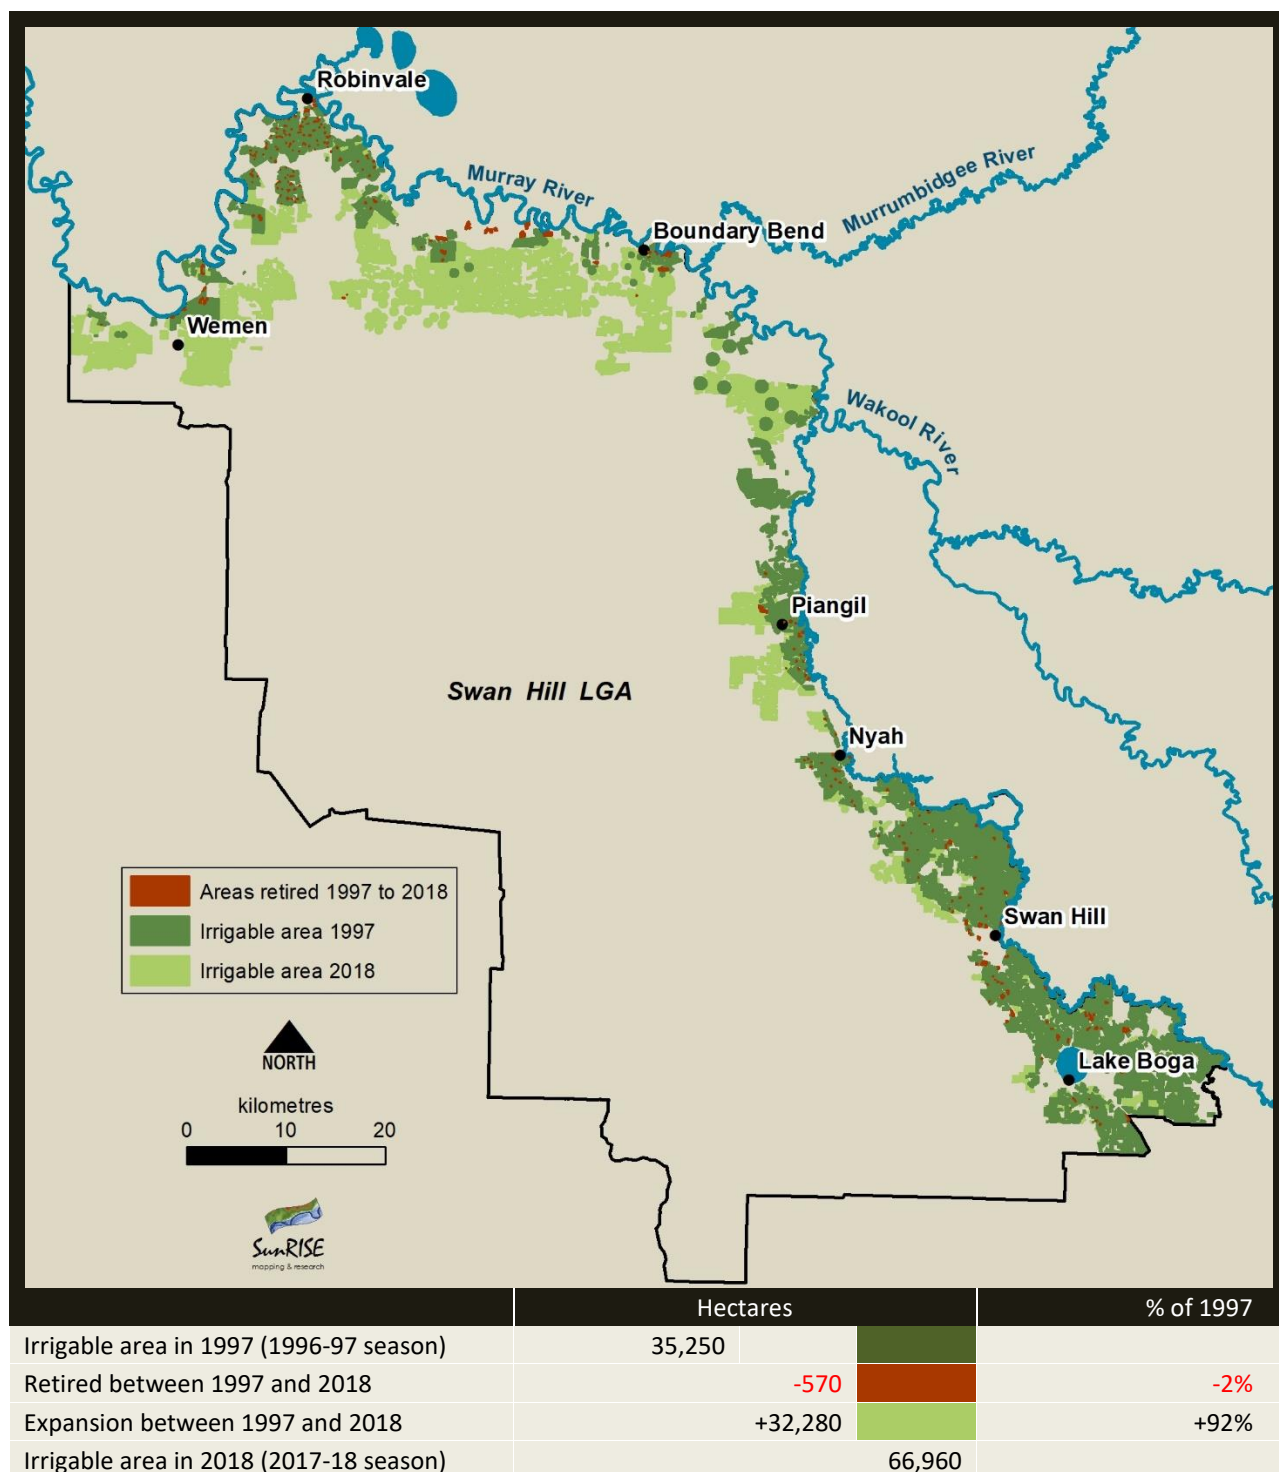 Robinvale
Murray River
Murrumbidgee River
Boundary Bend
Wemen
Wakool River
Piangil
Swan Hill LGA
Nyah
Areas retired 1997 to 2018
Irrigable area 1997
Irrigable area 2018
Swan Hill
NORTH
Lake Boga
kilometres
0 10 20
SunRISE
mapping & research
Hectares % of 1997
Irrigable area in 1997 (1996-97 season) 35,250
Retired between 1997 and 2018 -570 -2%
Expansion between 1997 and 2018 +32,280 +92%
Irrigable area in 2018 (2017-18 season) 66,960